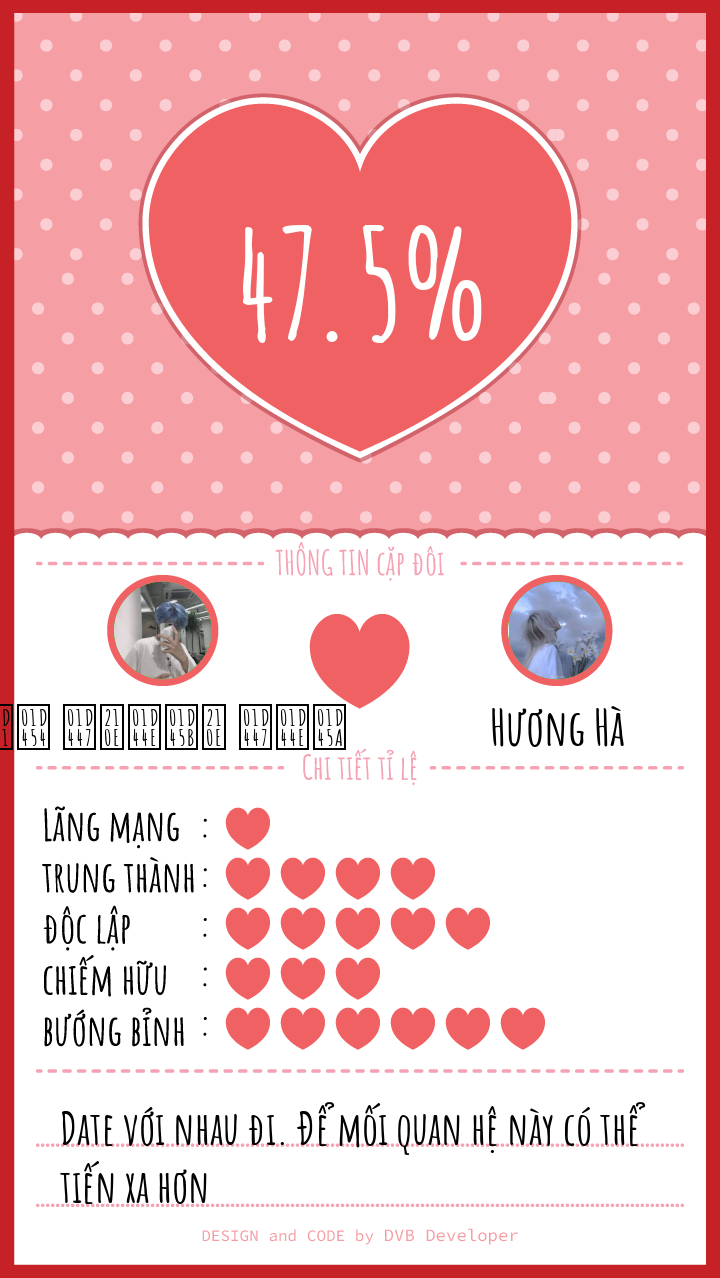 47.5%
THÔNG TIN CẶP ĐÔI
HƯƠNG HÀ
CHI TIẾT TỈ LỆ
LÃNG MẠNG :
TRUNG THÀNH :
ĐỘC LẬP :
CHIẾM HỮU :
BƯỚNG BỈNH :
DATE VỚI NHAU ĐI. ĐỂ MỐI QUAN HỆ NÀY CÓ THỂ
TIẾN XA HƠN
DESIGN and CODE by DVB Developer